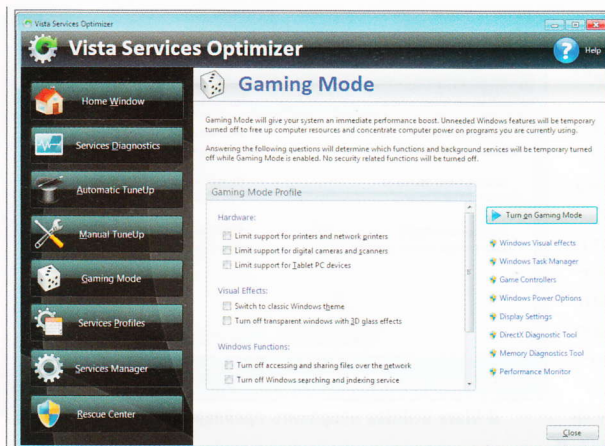 Vista Services Optimizer
Vista Services Optimizer
Help
Home Window
Services Diagnostics
Automatic TuneUp
Manual TuneUp
Gaming Mode
Services Profiles
Services Manager
Rescue Center
Gaming Mode
Gaming Mode will give your system an immediate performance boost. Unneeded Windows features will be temporary
turned off to free up computer resources and concentrate computer power on programs you are currently using.
Answering the following questions will determine which functions and background services will be temporary turned
off while Gaming Mode is enabled. No security related functions will be turned off.
Gaming Mode Profile
Hardware:
Limit support for printers and network printers
Limit support for digital cameras and scanners
Limit support for Tablet PC devices
Visual Effects:
Switch to classic Windows theme
Turn off transparent windows with 3D glass effects
Windows Functions:
Turn off accessing and sharing files over the network
Turn off Windows searching and indexing service
Turn on Gaming Mode
Windows Visual effects
Windows Task Manager
Game Controllers
Windows Power Options
Display Settings
DirectX Diagnostic Tool
Memory Diagnostics Tool
Performance Monitor
Close